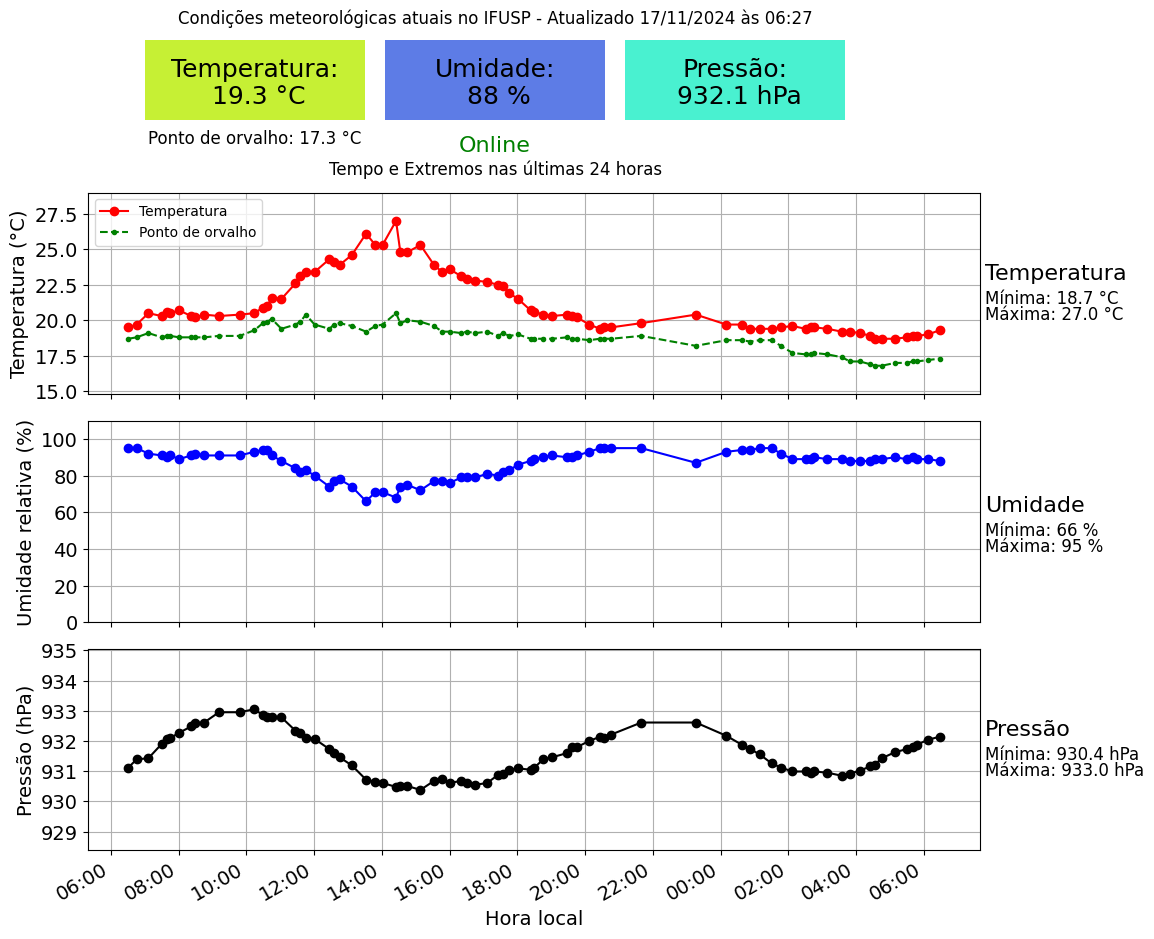 Condições meteorológicas atuais no IFUSP - Atualizado 17/11/2024 às 06:27
Temperatura:
19.3 °C
Umidade:
88 %
Pressão:
932.1 hPa
Ponto de orvalho: 17.3 °C
Online
Tempo e Extremos nas últimas 24 horas
Temperatura (°C)
27.5
25.0
22.5
20.0
17.5
15.0
Temperatura
Ponto de orvalho
Temperatura
Mínima: 18.7 °C
Máxima: 27.0 °C
Umidade relativa (%)
100
80
60
40
20
0
Umidade
Mínima: 66 %
Máxima: 95 %
Pressão (hPa)
935
934
933
932
931
930
929
Pressão
Mínima: 930.4 hPa
Máxima: 933.0 hPa
06:00 08:00 10:00 12:00 14:00 16:00 18:00 20:00 22:00 00:00 02:00 04:00 06:00
Hora local